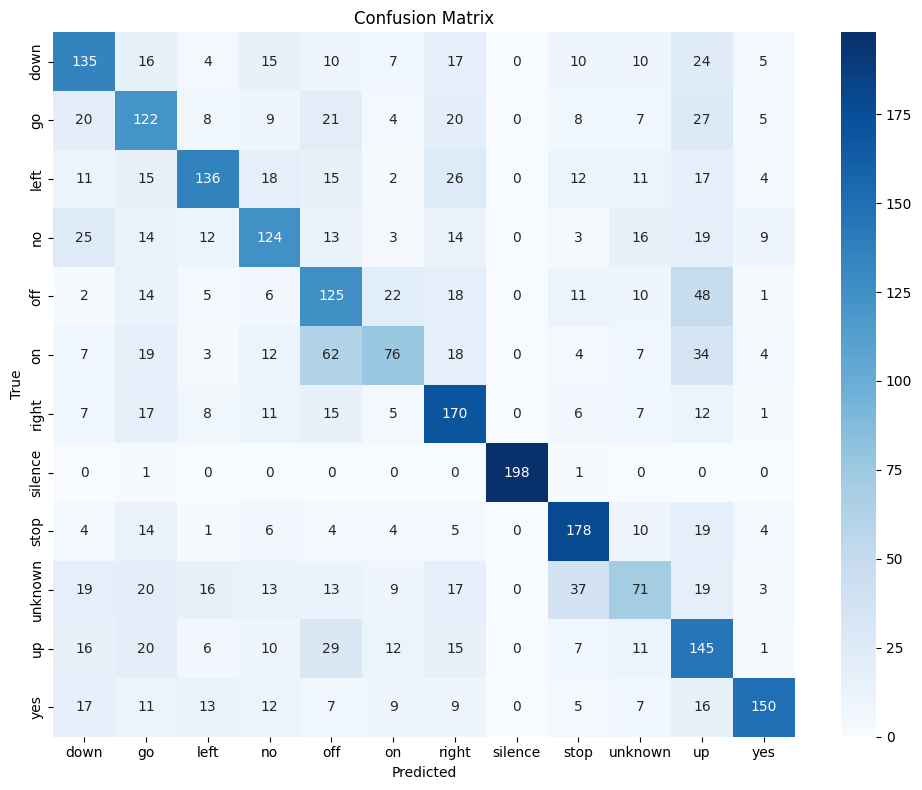 Confusion Matrix
down 135 16 4 15 10 7 17 0 10 10 24 5
go 20 122 8 9 21 4 20 0 8 7 27 5
left 11 15 136 18 15 2 26 0 12 11 17 4
no 25 14 12 124 13 3 14 0 3 16 19 9
off 2 14 5 6 125 22 18 0 11 10 48 1
on 7 19 3 12 62 76 18 0 4 7 34 4
right 7 17 8 11 15 5 170 0 6 7 12 1
silence 0 1 0 0 0 0 0 198 1 0 0 0
stop 4 14 1 6 4 4 5 0 178 10 19 4
unknown 19 20 16 13 13 9 17 0 37 71 19 3
up 16 20 6 10 29 12 15 0 7 11 145 1
yes 17 11 13 12 7 9 9 0 5 7 16 150
True
down go left no off on right silence stop unknown up yes
Predicted
175
150
125
100
75
50
25
0